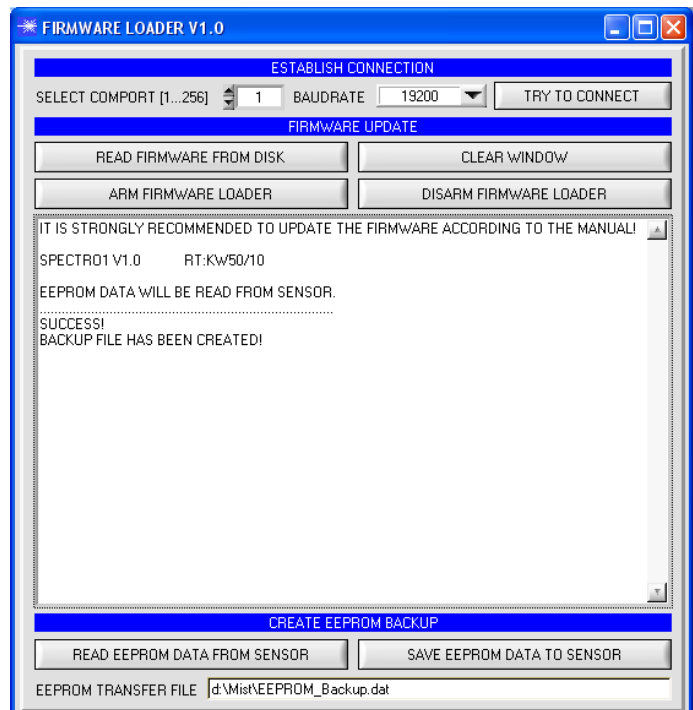 FIRMWARE LOADER V1.0
ESTABLISH CONNECTION
SELECT COMPORT [1...256] 1 BAUDRATE 19200 TRY TO CONNECT
FIRMWARE UPDATE
READ FIRMWARE FROM DISK CLEAR WINDOW
ARM FIRMWARE LOADER DISARM FIRMWARE LOADER
IT IS STRONGLY RECOMMENDED TO UPDATE THE FIRMWARE ACCORDING TO THE MANUAL!
SPECTRO1 V1.0 RT:KW50/10
EEPROM DATA WILL BE READ FROM SENSOR.
..........................................................................
SUCCESS!
BACKUP FILE HAS BEEN CREATED!
CREATE EEPROM BACKUP
READ EEPROM DATA FROM SENSOR SAVE EEPROM DATA TO SENSOR
EEPROM TRANSFER FILE d:\Mist\EEPROM_Backup.dat